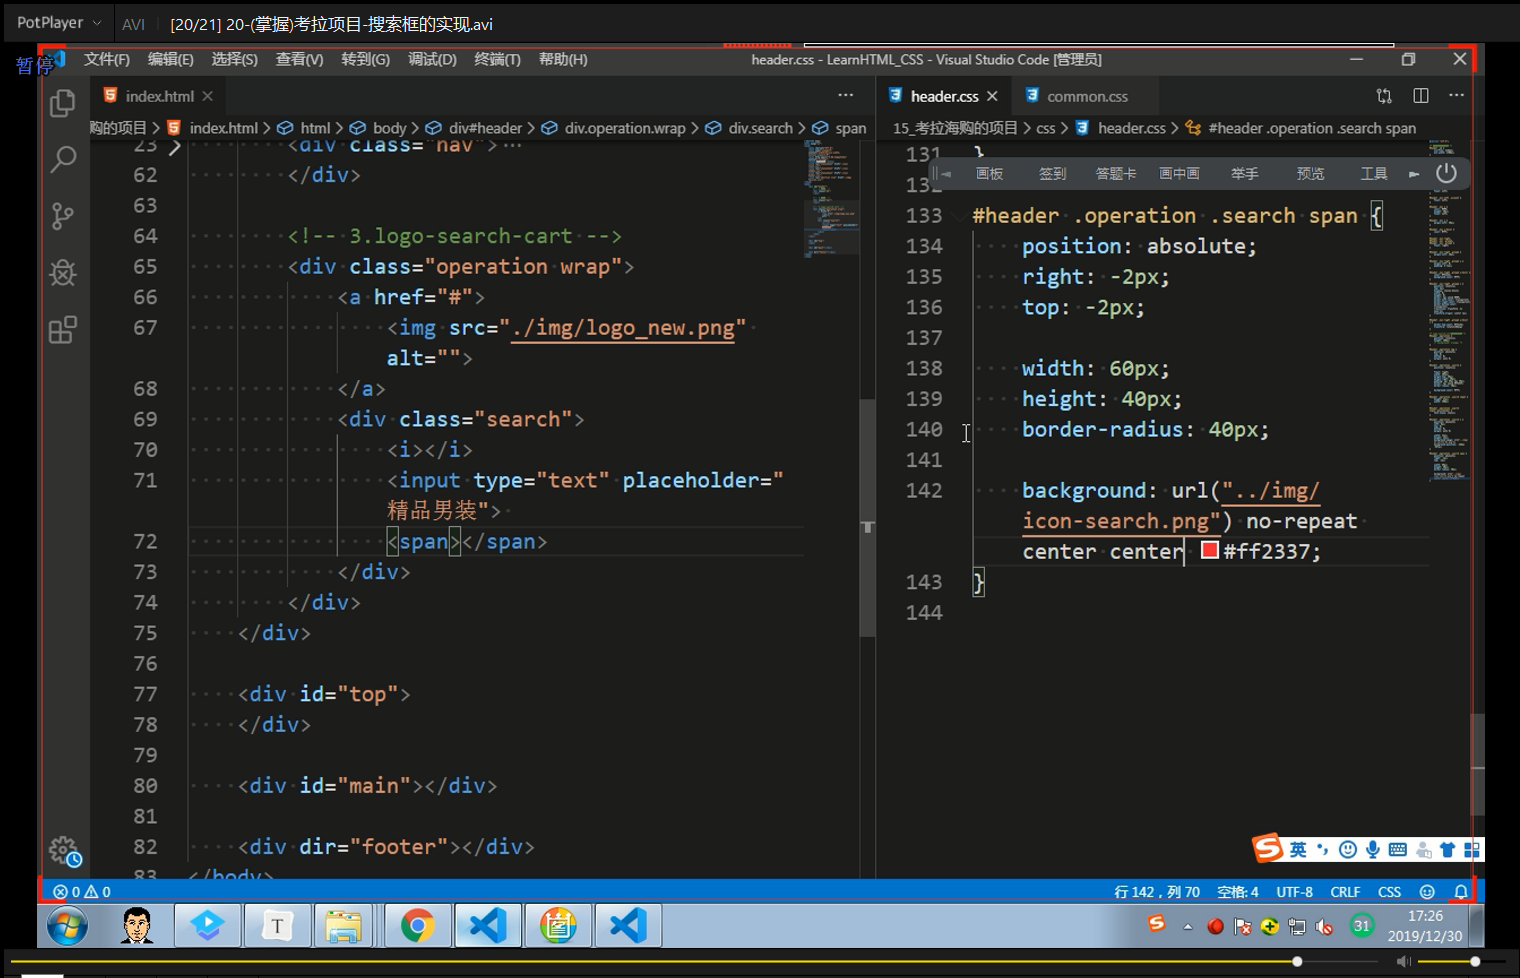 PotPlayer AVI [20/21] 20-(掌握)考拉项目-搜索框的实现.avi
暂停
文件(F) 编辑(E) 选择(S) 查看(V) 转到(G) 调试(D) 终端(T) 帮助(H) header.css - LearnHTML_CSS - Visual Studio Code [管理员]
index.html
购的项目 > index.html > html > body > div#header > div.operation.wrap > div.search > span
23 <div class="nav">···
62 </div>
63
64 <!-- 3.logo-search-cart -->
65 <div class="operation wrap">
66 <a href="#">
67 <img src="./img/logo_new.png"
alt="">
68 </a>
69 <div class="search">
70 <i></i>
71 <input type="text" placeholder="
精品男装">
72 <span></span>
73 </div>
74 </div>
75 </div>
76
77 <div id="top">
78 </div>
79
80 <div id="main"></div>
81
82 <div dir="footer"></div>
83 </body>
header.css common.css
15_考拉海购的项目 > css > header.css > #header .operation .search span
131 }
画板 签到 答题卡 画中画 举手 预览 工具
132
133 #header .operation .search span {
134 position: absolute;
135 right: -2px;
136 top: -2px;
137
138 width: 60px;
139 height: 40px;
140 border-radius: 40px;
141
142 background: url("../img/
icon-search.png") no-repeat
center center #ff2337;
143 }
144
英
0 0 行 142，列 70 空格: 4 UTF-8 CRLF CSS
T 31 17:26
2019/12/30